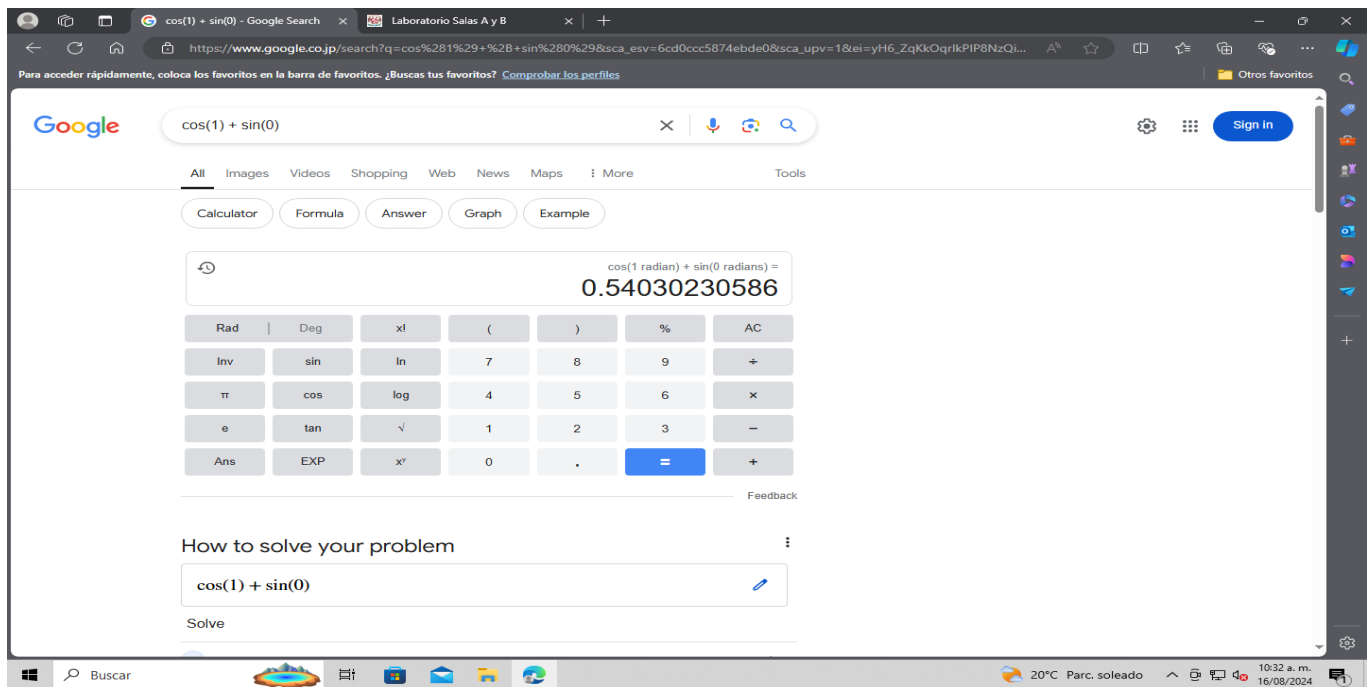 cos(1) + sin(0) - Google Search
Laboratorio Salas A y B
https://www.google.co.jp/search?q=cos%281%29+%2B+sin%280%29&sca_esv=6cd0ccc5874ebde0&sca_upv=1&ei=yH6_ZqKkOqrIkPIP8NzQi...
Para acceder rápidamente, coloca los favoritos en la barra de favoritos. ¿Buscas tus favoritos? Comprobar los perfiles
Otros favoritos
Google
cos(1) + sin(0)
Sign in
All Images Videos Shopping Web News Maps More Tools
Calculator Formula Answer Graph Example
cos(1 radian) + sin(0 radians) =
0.54030230586
Rad | Deg x! ( ) % AC
Inv sin ln 7 8 9 ÷
π cos log 4 5 6 ×
e tan √ 1 2 3 −
Ans EXP xʸ 0 . = +
Feedback
How to solve your problem
cos(1) + sin(0)
Solve
Buscar
20°C Parc. soleado
10:32 a. m.
16/08/2024